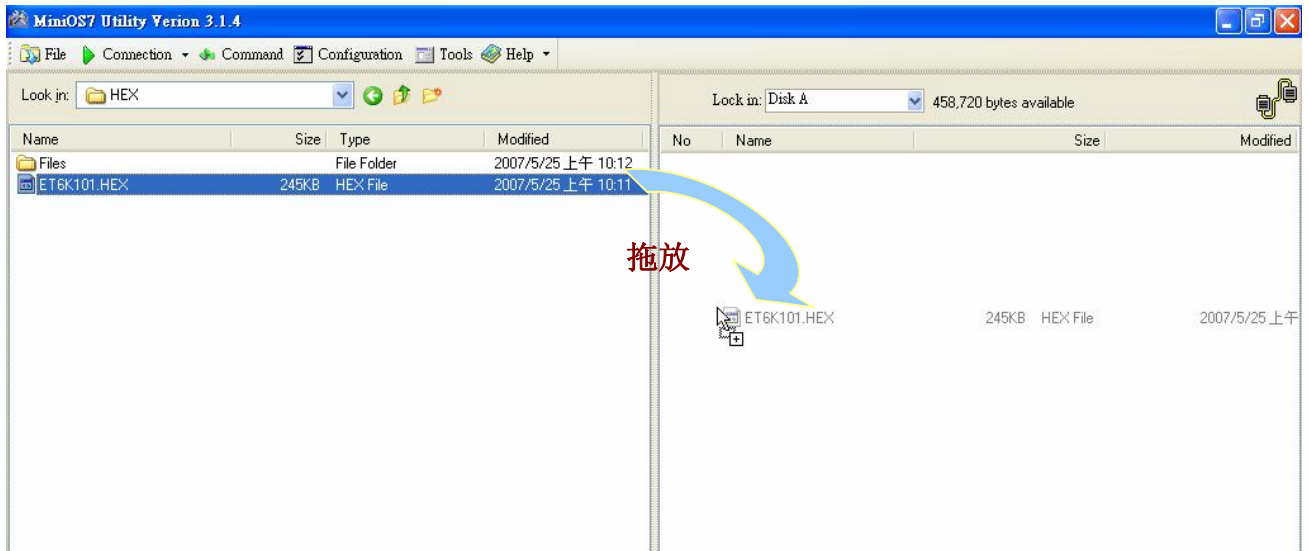 MiniOS7 Utility Verion 3.1.4
File Connection Command Configuration Tools Help
Look in: HEX
Lock in: Disk A 458,720 bytes available
Name Size Type Modified
No Name Size Modified
Files File Folder 2007/5/25 上午 10:12
ET6K101.HEX 245KB HEX File 2007/5/25 上午 10:11
拖放
ET6K101.HEX 245KB HEX File 2007/5/25 上午